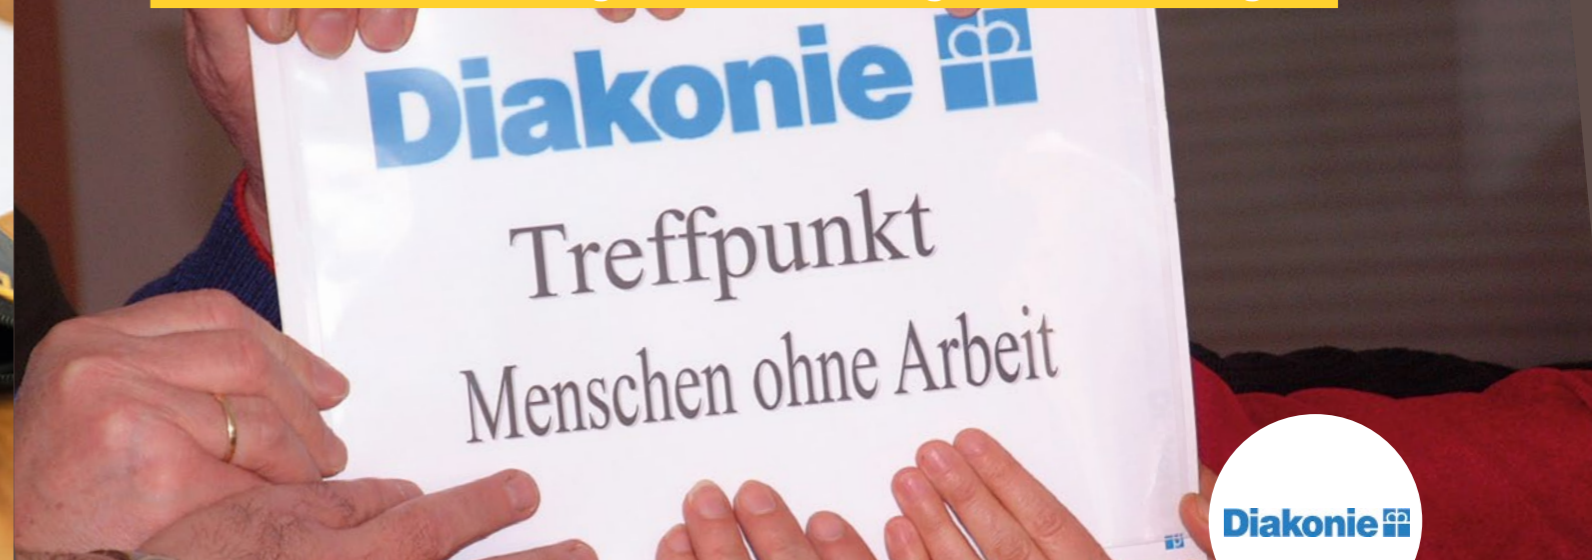 Diakonie
Treffpunkt
Menschen ohne Arbeit
Diakonie